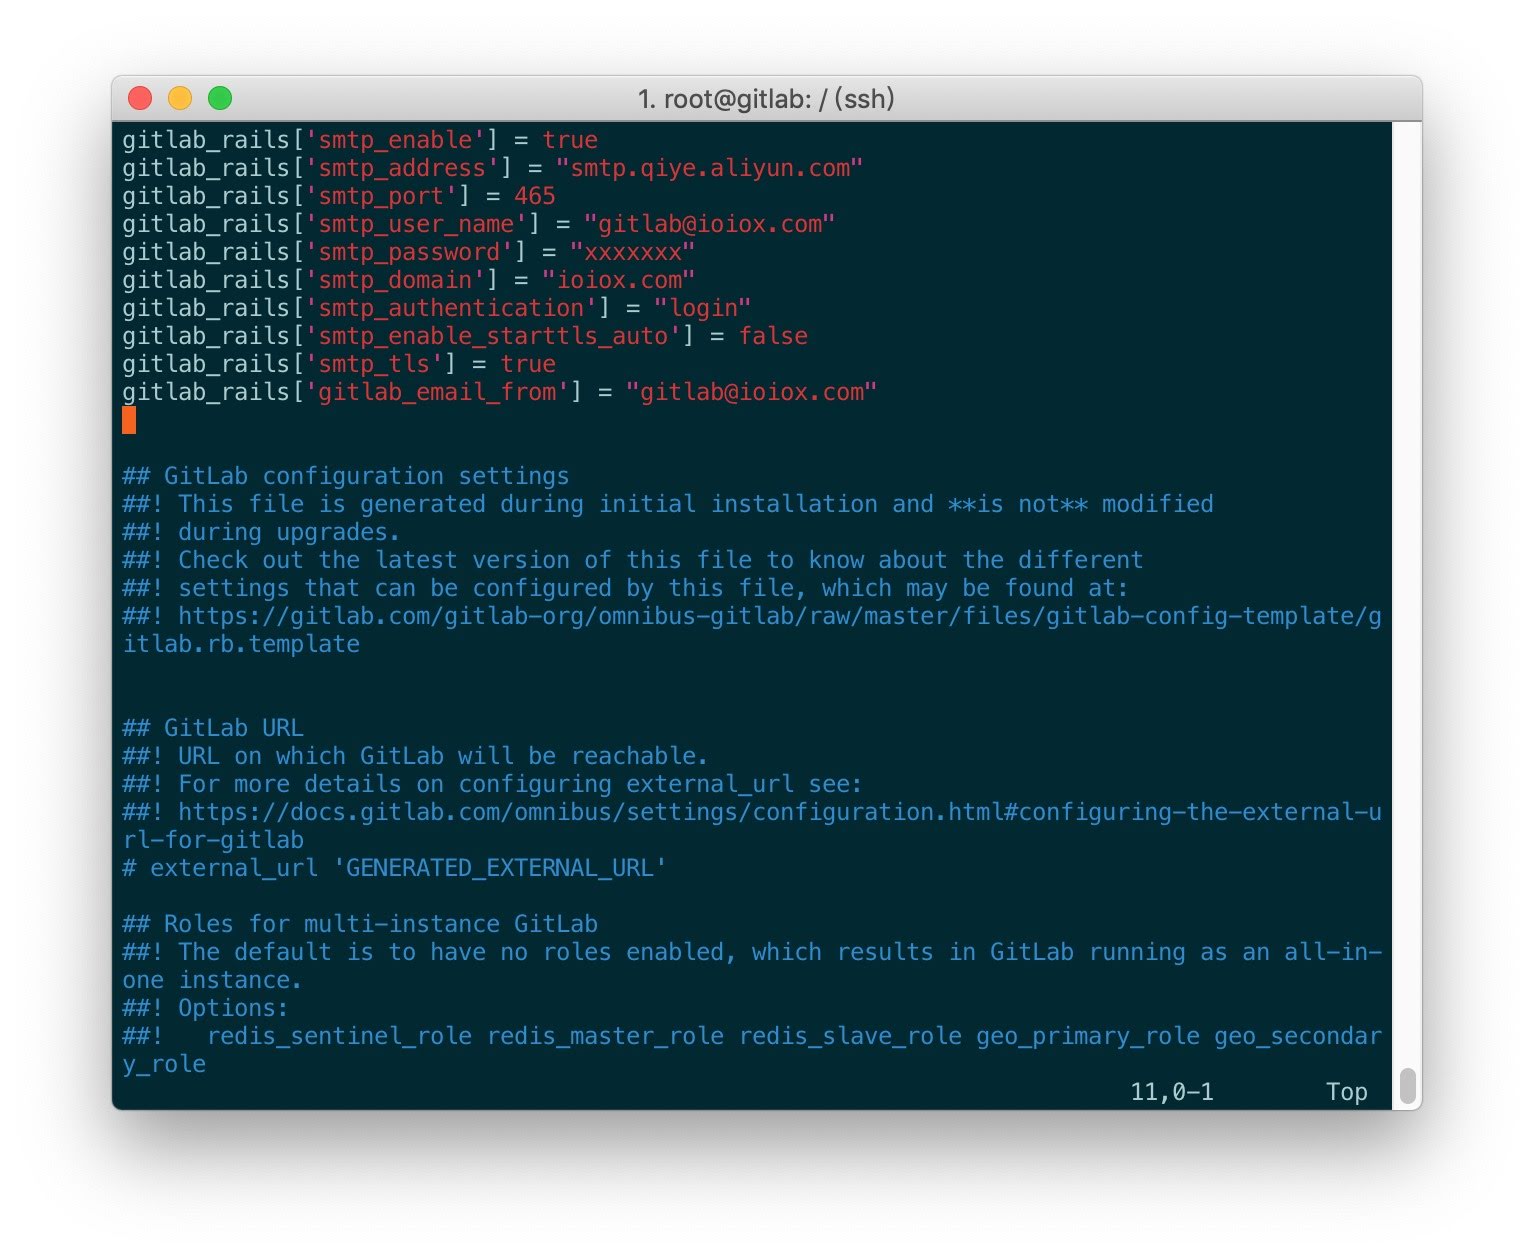 1. root@gitlab: / (ssh)
gitlab_rails['smtp_enable'] = true
gitlab_rails['smtp_address'] = "smtp.qiye.aliyun.com"
gitlab_rails['smtp_port'] = 465
gitlab_rails['smtp_user_name'] = "gitlab@ioiox.com"
gitlab_rails['smtp_password'] = "xxxxxxx"
gitlab_rails['smtp_domain'] = "ioiox.com"
gitlab_rails['smtp_authentication'] = "login"
gitlab_rails['smtp_enable_starttls_auto'] = false
gitlab_rails['smtp_tls'] = true
gitlab_rails['gitlab_email_from'] = "gitlab@ioiox.com"
## GitLab configuration settings
##! This file is generated during initial installation and **is not** modified
##! during upgrades.
##! Check out the latest version of this file to know about the different
##! settings that can be configured by this file, which may be found at:
##! https://gitlab.com/gitlab-org/omnibus-gitlab/raw/master/files/gitlab-config-template/g
itlab.rb.template
## GitLab URL
##! URL on which GitLab will be reachable.
##! For more details on configuring external_url see:
##! https://docs.gitlab.com/omnibus/settings/configuration.html#configuring-the-external-u
rl-for-gitlab
# external_url 'GENERATED_EXTERNAL_URL'
## Roles for multi-instance GitLab
##! The default is to have no roles enabled, which results in GitLab running as an all-in-
one instance.
##! Options:
##!   redis_sentinel_role redis_master_role redis_slave_role geo_primary_role geo_secondar
y_role
11,0-1 Top